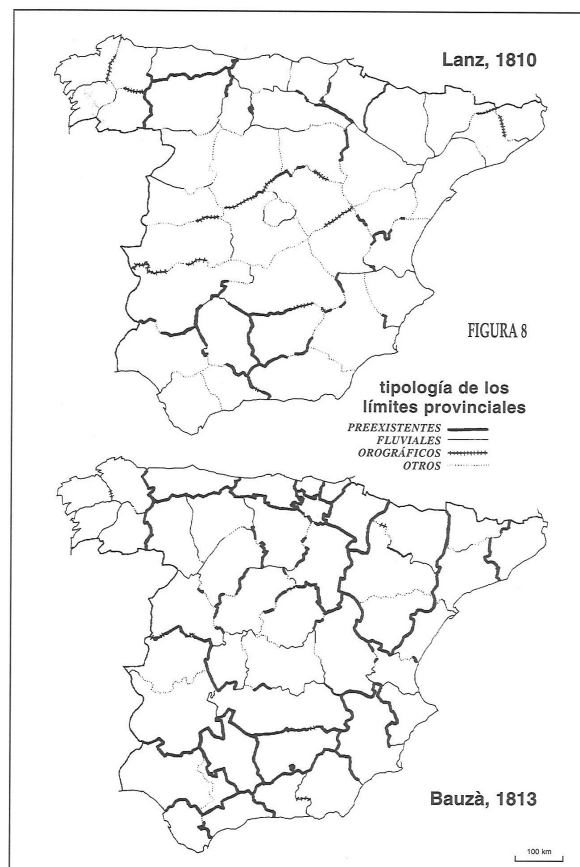 Lanz, 1810
FIGURA 8
tipología de los
límites provinciales
PREEXISTENTES
FLUVIALES
OROGRÁFICOS
OTROS
Bauzà, 1813
100 km